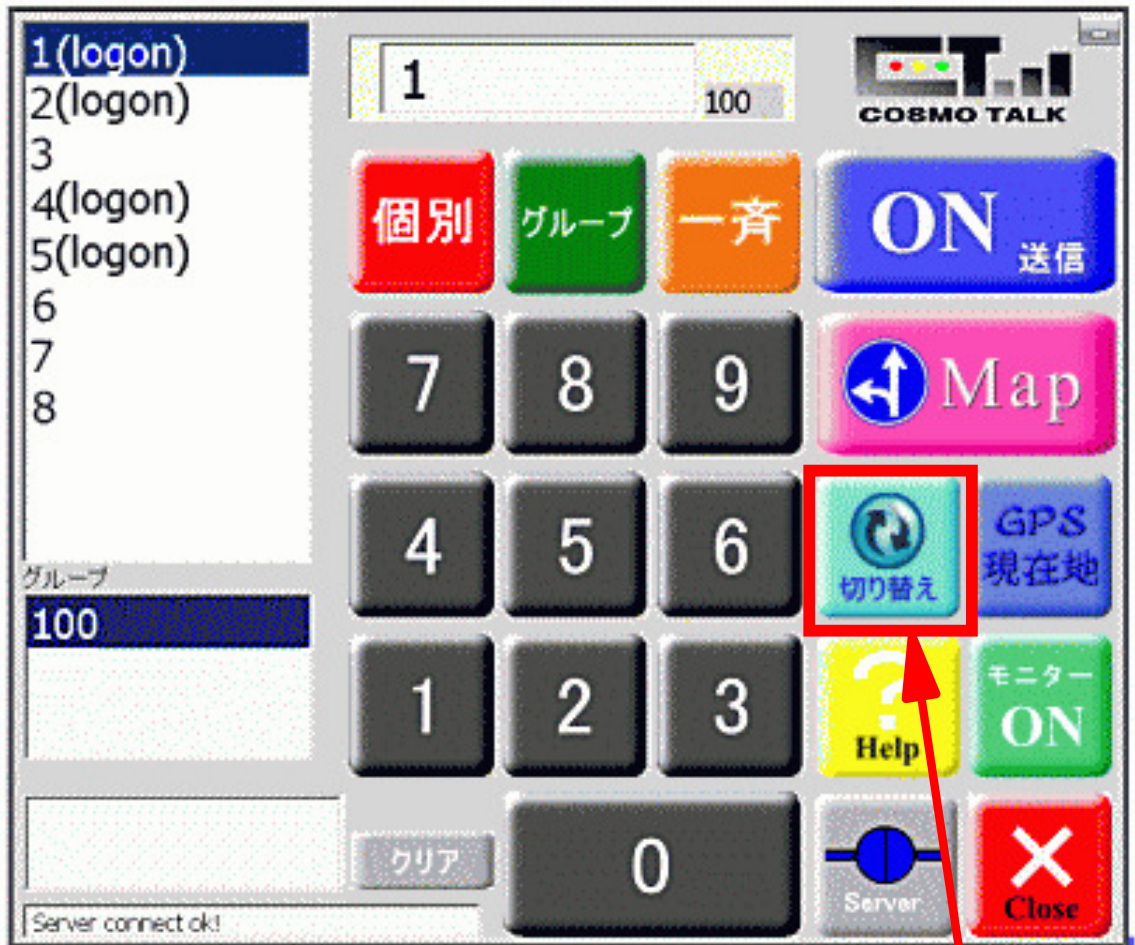 1(logon)
2(logon)
3
4(logon)
5(logon)
6
7
8
グループ
100
Server connect ok!
1
100
COSMO TALK
個別
グループ
一斉
ON 送信
7
8
9
Map
4
5
6
切り替え
GPS
現在地
1
2
3
Help
モニター
ON
クリア
0
Server
Close